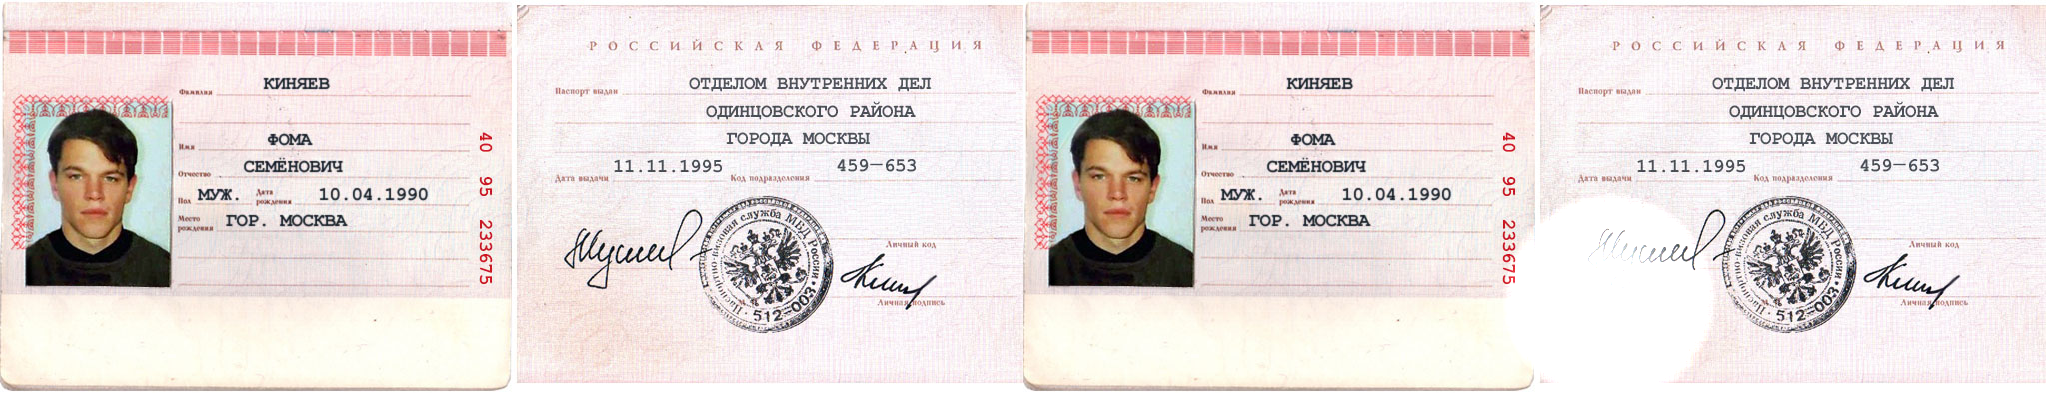 КИНЯЕВ
Фамилия
ФОМА
Имя
СЕМЁНОВИЧ
Отчество
Пол МУЖ. Дата рождения 10.04.1990
Место рождения ГОР. МОСКВА
40 95 233675
РОССИЙСКАЯ ФЕДЕРАЦИЯ
Паспорт выдан ОТДЕЛОМ ВНУТРЕННИХ ДЕЛ
ОДИНЦОВСКОГО РАЙОНА
ГОРОДА МОСКВЫ
Дата выдачи 11.11.1995 Код подразделения 459—653
Личный код
Личная подпись
Паспортно-визовая служба МВД России
512-003
КИНЯЕВ
Фамилия
ФОМА
Имя
СЕМЁНОВИЧ
Отчество
Пол МУЖ. Дата рождения 10.04.1990
Место рождения ГОР. МОСКВА
40 95 233675
РОССИЙСКАЯ ФЕДЕРАЦИЯ
Паспорт выдан ОТДЕЛОМ ВНУТРЕННИХ ДЕЛ
ОДИНЦОВСКОГО РАЙОНА
ГОРОДА МОСКВЫ
Дата выдачи 11.11.1995 Код подразделения 459—653
Личный код
Личная подпись
Паспортно-визовая служба МВД России
512-003